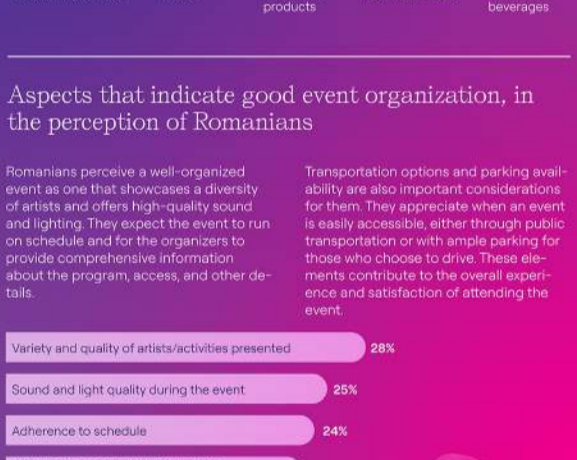 products
beverages
Aspects that indicate good event organization, in
the perception of Romanians
Romanians perceive a well-organized
event as one that showcases a diversity
of artists and offers high-quality sound
and lighting. They expect the event to run
on schedule and for the organizers to
provide comprehensive information
about the program, access, and other de-
tails.
Transportation options and parking avail-
ability are also important considerations
for them. They appreciate when an event
is easily accessible, either through public
transportation or with ample parking for
those who choose to drive. These ele-
ments contribute to the overall experi-
ence and satisfaction of attending the
event.
Variety and quality of artists/activities presented 28%
Sound and light quality during the event 25%
Adherence to schedule 24%